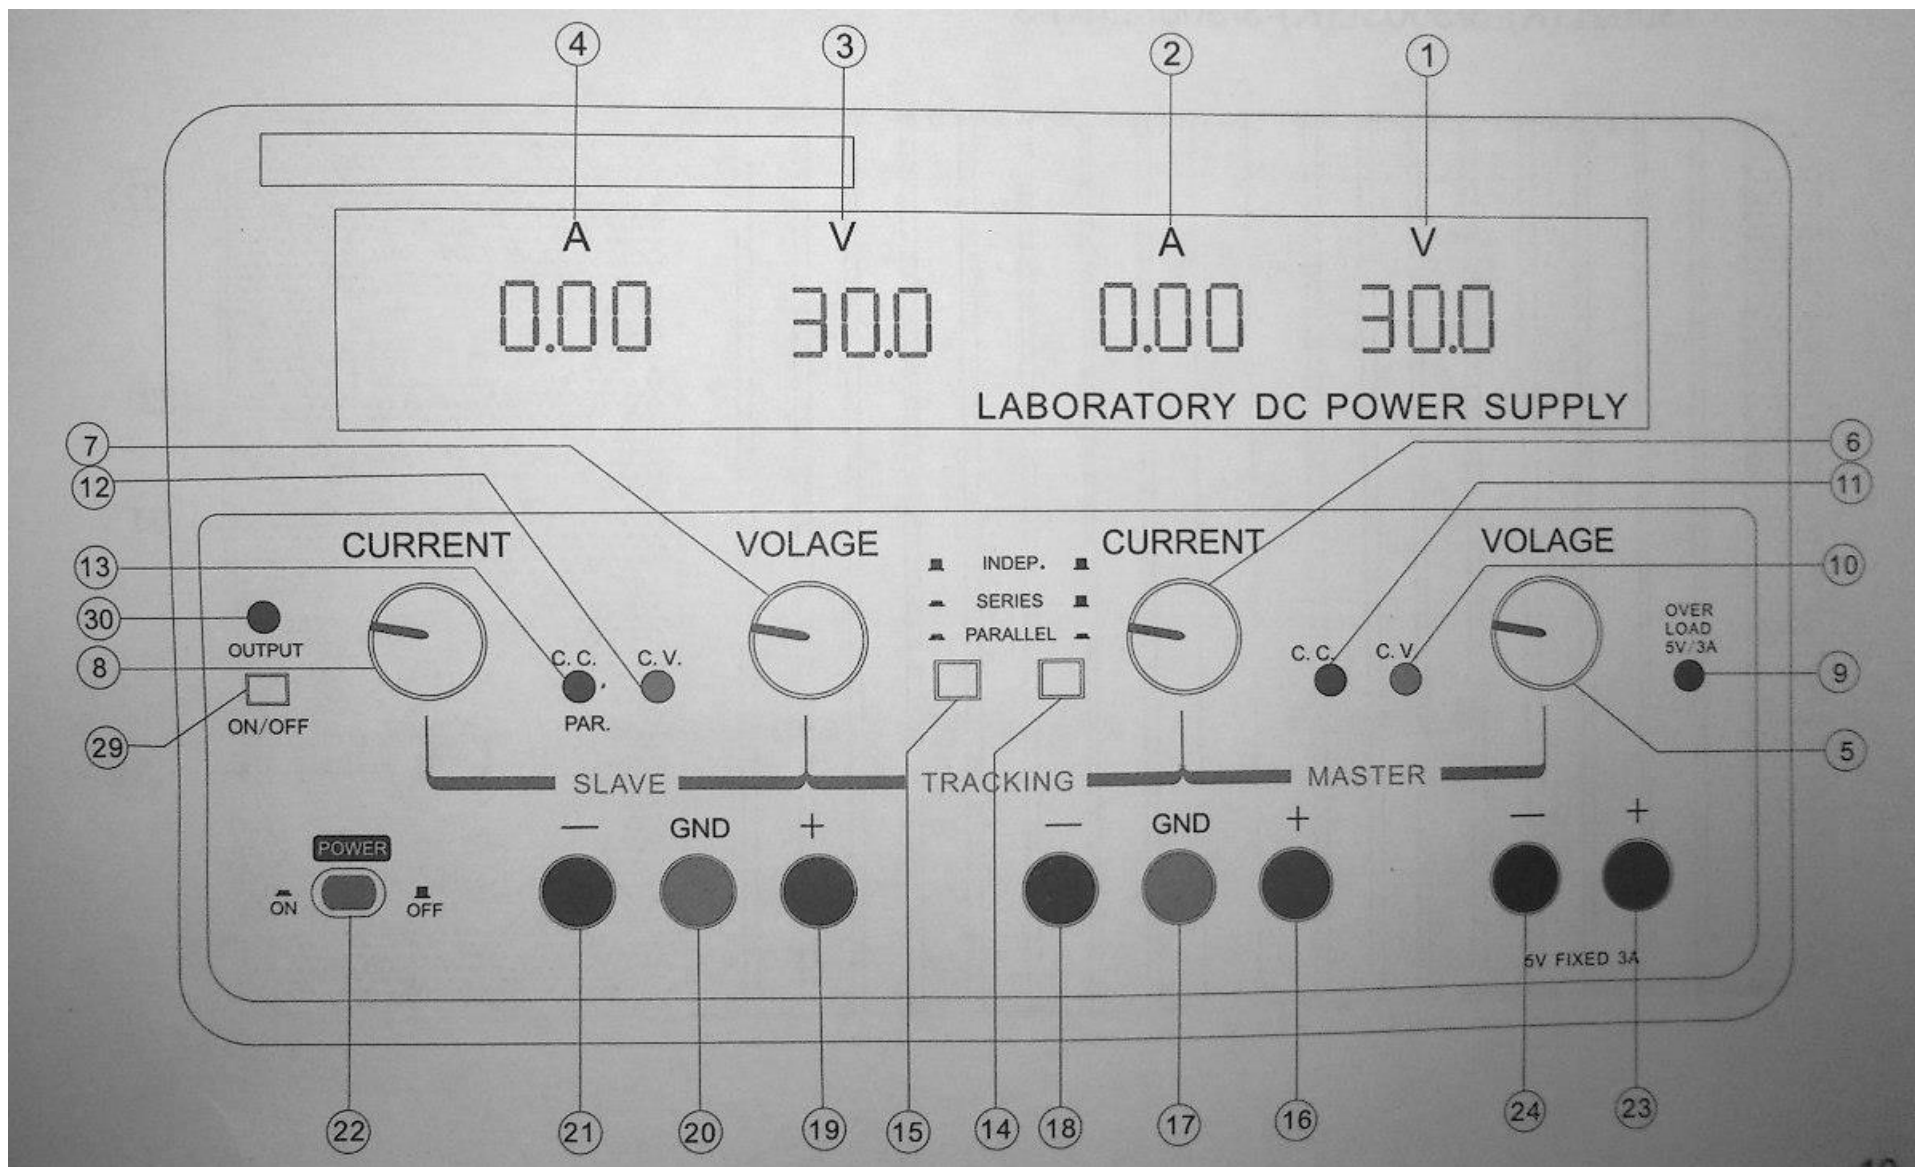 4 3 2 1
A V A V
0.00 30.0 0.00 30.0
LABORATORY DC POWER SUPPLY
7 6
12 11
CURRENT VOLAGE CURRENT VOLAGE
13 INDEP. 10
30 SERIES OVER
OUTPUT PARALLEL LOAD
5V/3A
8 C. C. C. V. C. C. C. V. 9
ON/OFF PAR.
29 5
SLAVE TRACKING MASTER
— GND + — GND + — +
POWER
ON OFF
5V FIXED 3A
22 21 20 19 15 14 18 17 16 24 23